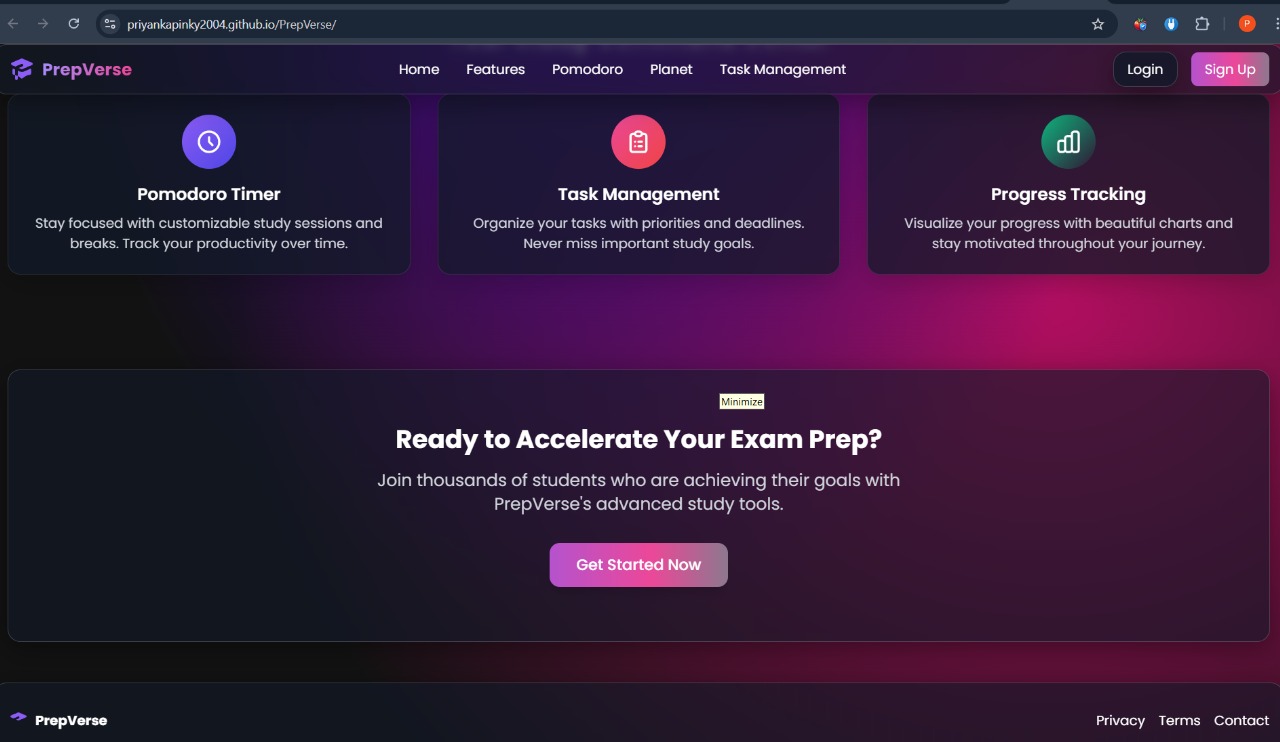 priyankapinky2004.github.io/PrepVerse/
P
PrepVerse
Home Features Pomodoro Planet Task Management
Login Sign Up
Pomodoro Timer
Stay focused with customizable study sessions and
breaks. Track your productivity over time.
Task Management
Organize your tasks with priorities and deadlines.
Never miss important study goals.
Progress Tracking
Visualize your progress with beautiful charts and
stay motivated throughout your journey.
Minimize
Ready to Accelerate Your Exam Prep?
Join thousands of students who are achieving their goals with
PrepVerse's advanced study tools.
Get Started Now
PrepVerse
Privacy Terms Contact